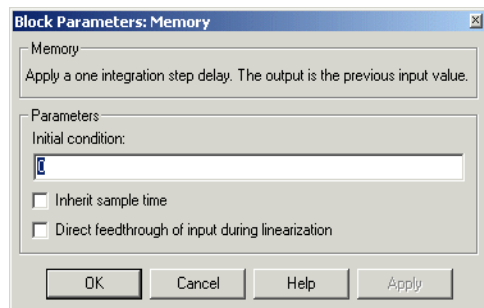 Block Parameters: Memory
Memory
Apply a one integration step delay. The output is the previous input value.
Parameters
Initial condition:
0
Inherit sample time
Direct feedthrough of input during linearization
OK Cancel Help Apply